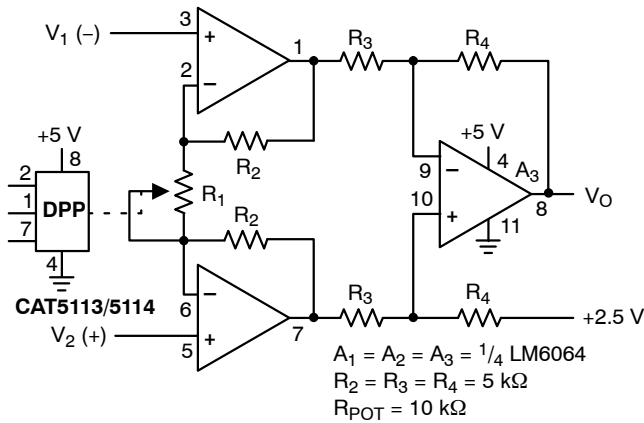 V1 (–)
3
+
1
R3
R4
2
–
+5 V
8
R2
+5 V
4
A3
9
–
2
DPP
R1
10
+
8
VO
1
7
11
R2
4
–
6
R3
R4
CAT5113/5114
7
+2.5 V
V2 (+)
5
+
A1 = A2 = A3 = 1/4 LM6064
R2 = R3 = R4 = 5 kΩ
RPOT = 10 kΩ